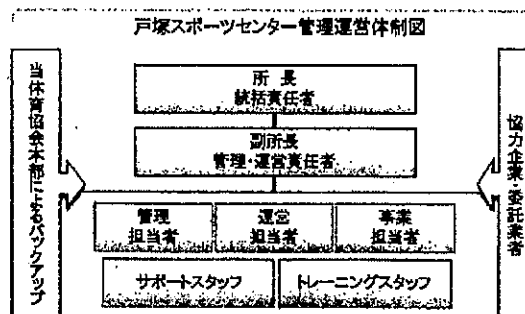 戸塚スポーツセンター管理運営体制図
当体育協会本部によるバックアップ
所 長
統括責任者
副所長
管理・運営責任者
管理
担当者
運営
担当者
事業
担当者
サポートスタッフ
トレーニングスタッフ
協力企業・委託業者